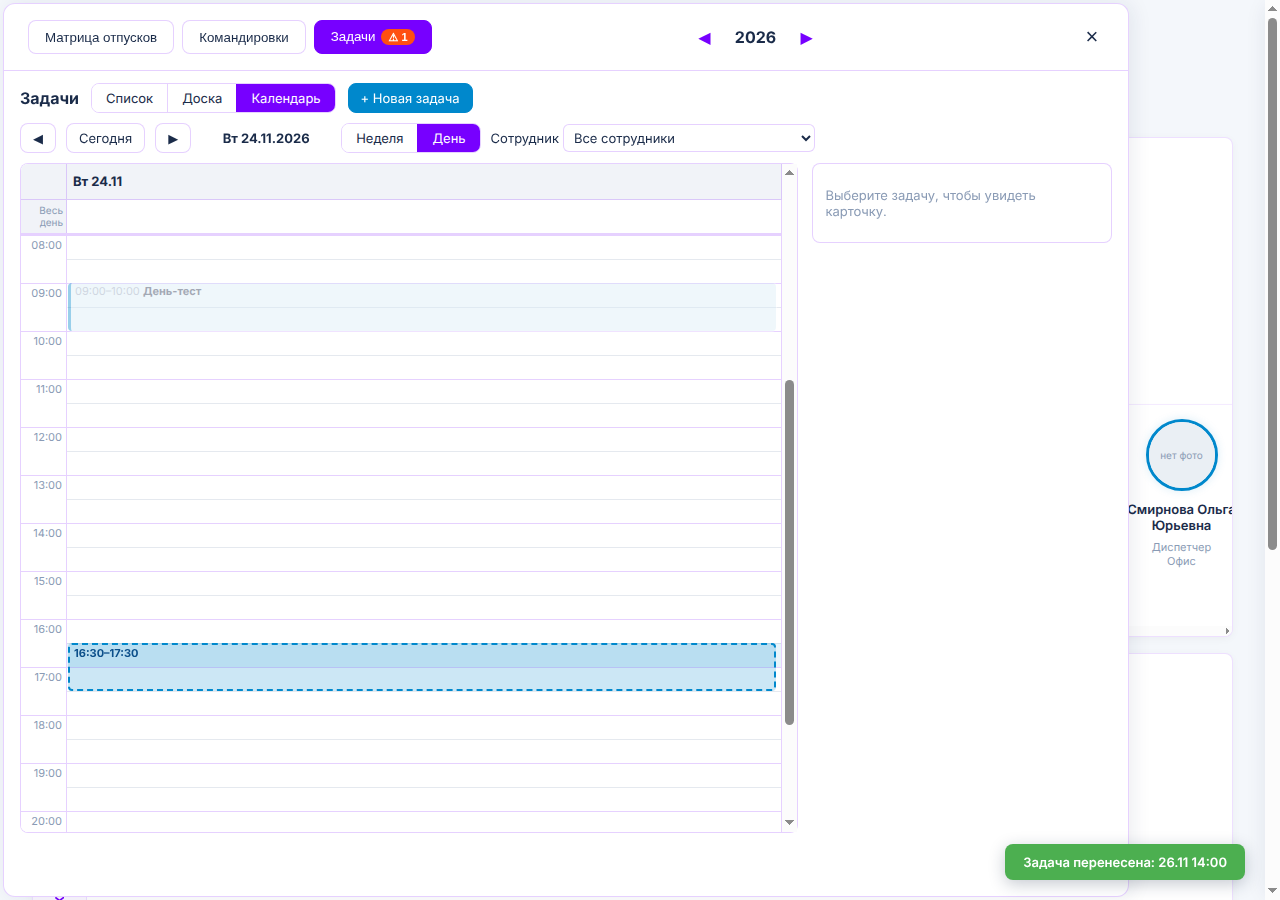 Матрица отпусков
Командировки
Задачи ⚠ 1
◀ 2026 ▶
×
Задачи
Список
Доска
Календарь
+ Новая задача
◀
Сегодня
▶
Вт 24.11.2026
Неделя
День
Сотрудник
Все сотрудники
Вт 24.11
Весь
день
08:00
09:00
09:00–10:00 День-тест
10:00
11:00
12:00
13:00
14:00
15:00
16:00
16:30–17:30
17:00
18:00
19:00
20:00
Выберите задачу, чтобы увидеть
карточку.
нет фото
Смирнова Ольга
Юрьевна
Диспетчер
Офис
Задача перенесена: 26.11 14:00